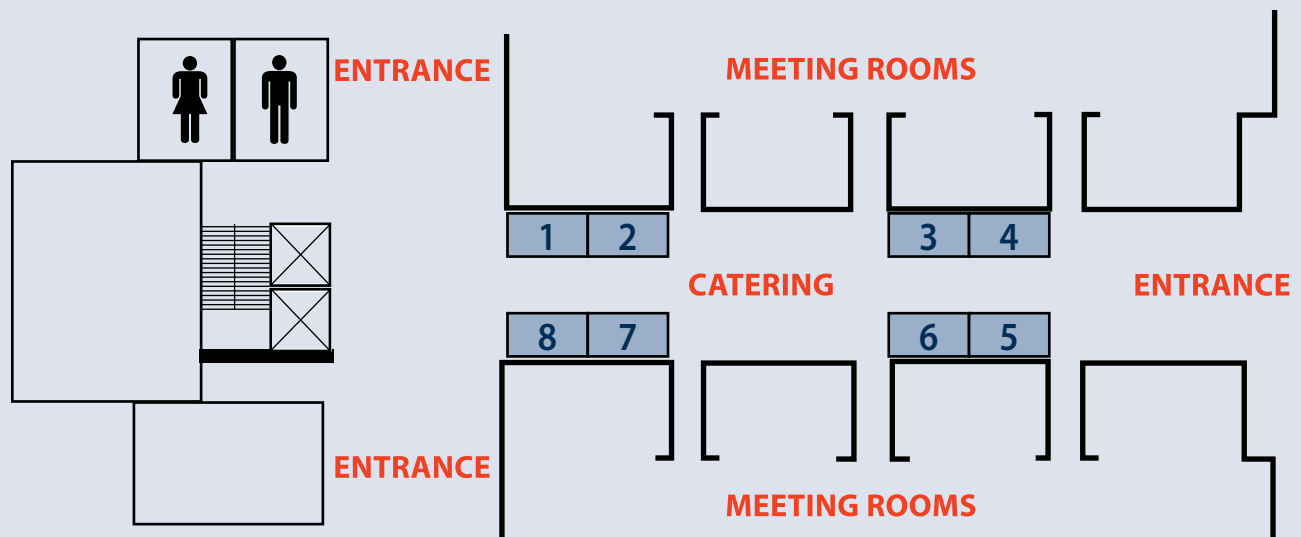 ENTRANCE
MEETING ROOMS
1 2 3 4
CATERING
ENTRANCE
8 7 6 5
ENTRANCE
MEETING ROOMS